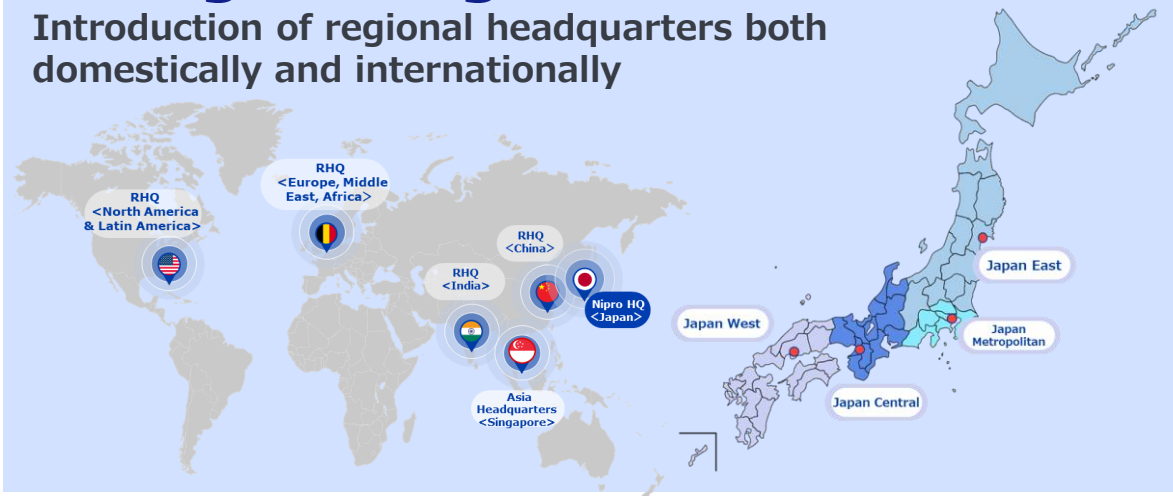 Introduction of regional headquarters both
domestically and internationally
RHQ
<North America
& Latin America>
RHQ
<Europe, Middle
East, Africa>
RHQ
<China>
RHQ
<India>
Nipro HQ
<Japan>
Asia
Headquarters
<Singapore>
Japan East
Japan West
Japan
Metropolitan
Japan Central